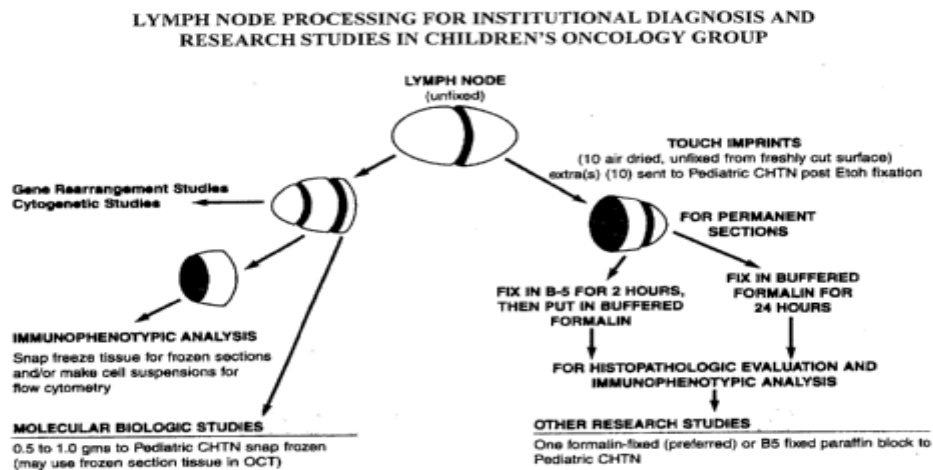 LYMPH NODE PROCESSING FOR INSTITUTIONAL DIAGNOSIS AND
RESEARCH STUDIES IN CHILDREN'S ONCOLOGY GROUP
LYMPH NODE
(unfixed)
TOUCH IMPRINTS
(10 air dried, unfixed from freshly cut surface)
extra(s) (10) sent to Pediatric CHTN post Etoh fixation
Gene Rearrangement Studies
Cytogenetic Studies
FOR PERMANENT
SECTIONS
FIX IN B-5 FOR 2 HOURS,
THEN PUT IN BUFFERED
FORMALIN
FIX IN BUFFERED
FORMALIN FOR
24 HOURS
IMMUNOPHENOTYPIC ANALYSIS
Snap freeze tissue for frozen sections
and/or make cell suspensions for
flow cytometry
FOR HISTOPATHOLOGIC EVALUATION AND
IMMUNOPHENOTYPIC ANALYSIS
MOLECULAR BIOLOGIC STUDIES
0.5 to 1.0 gms to Pediatric CHTN snap frozen
(may use frozen section tissue in OCT)
OTHER RESEARCH STUDIES
One formalin-fixed (preferred) or B5 fixed paraffin block to
Pediatric CHTN